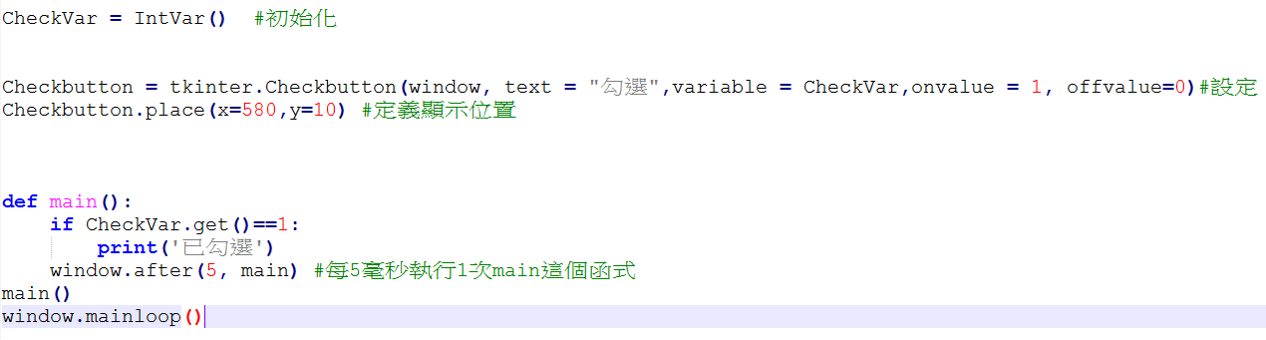 CheckVar = IntVar()  #初始化
Checkbutton = tkinter.Checkbutton(window, text = "勾選",variable = CheckVar,onvalue = 1, offvalue=0)#設定
Checkbutton.place(x=580,y=10) #定義顯示位置
def main():
    if CheckVar.get()==1:
        print('已勾選')
    window.after(5, main) #每5毫秒執行1次main這個函式
main()
window.mainloop()